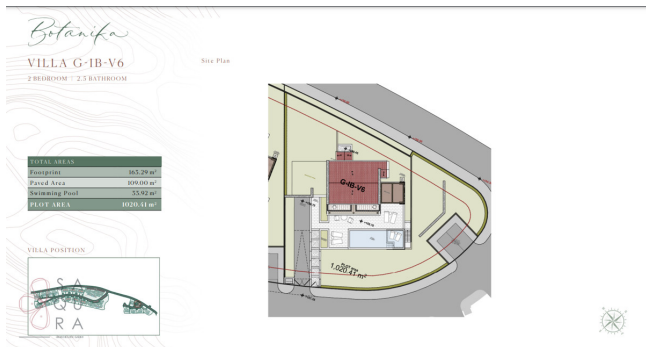 Botanika
VILLA G-IB-V6
2 BEDROOM | 2.5 BATHROOM
Site Plan
TOTAL AREAS
Footprint 165.29 m²
Paved Area 109.00 m²
Swimming Pool 35.92 m²
PLOT AREA 1020.41 m²
G-IB-V6
1,020.41 m²
VILLA POSITION
SA
QU
RA